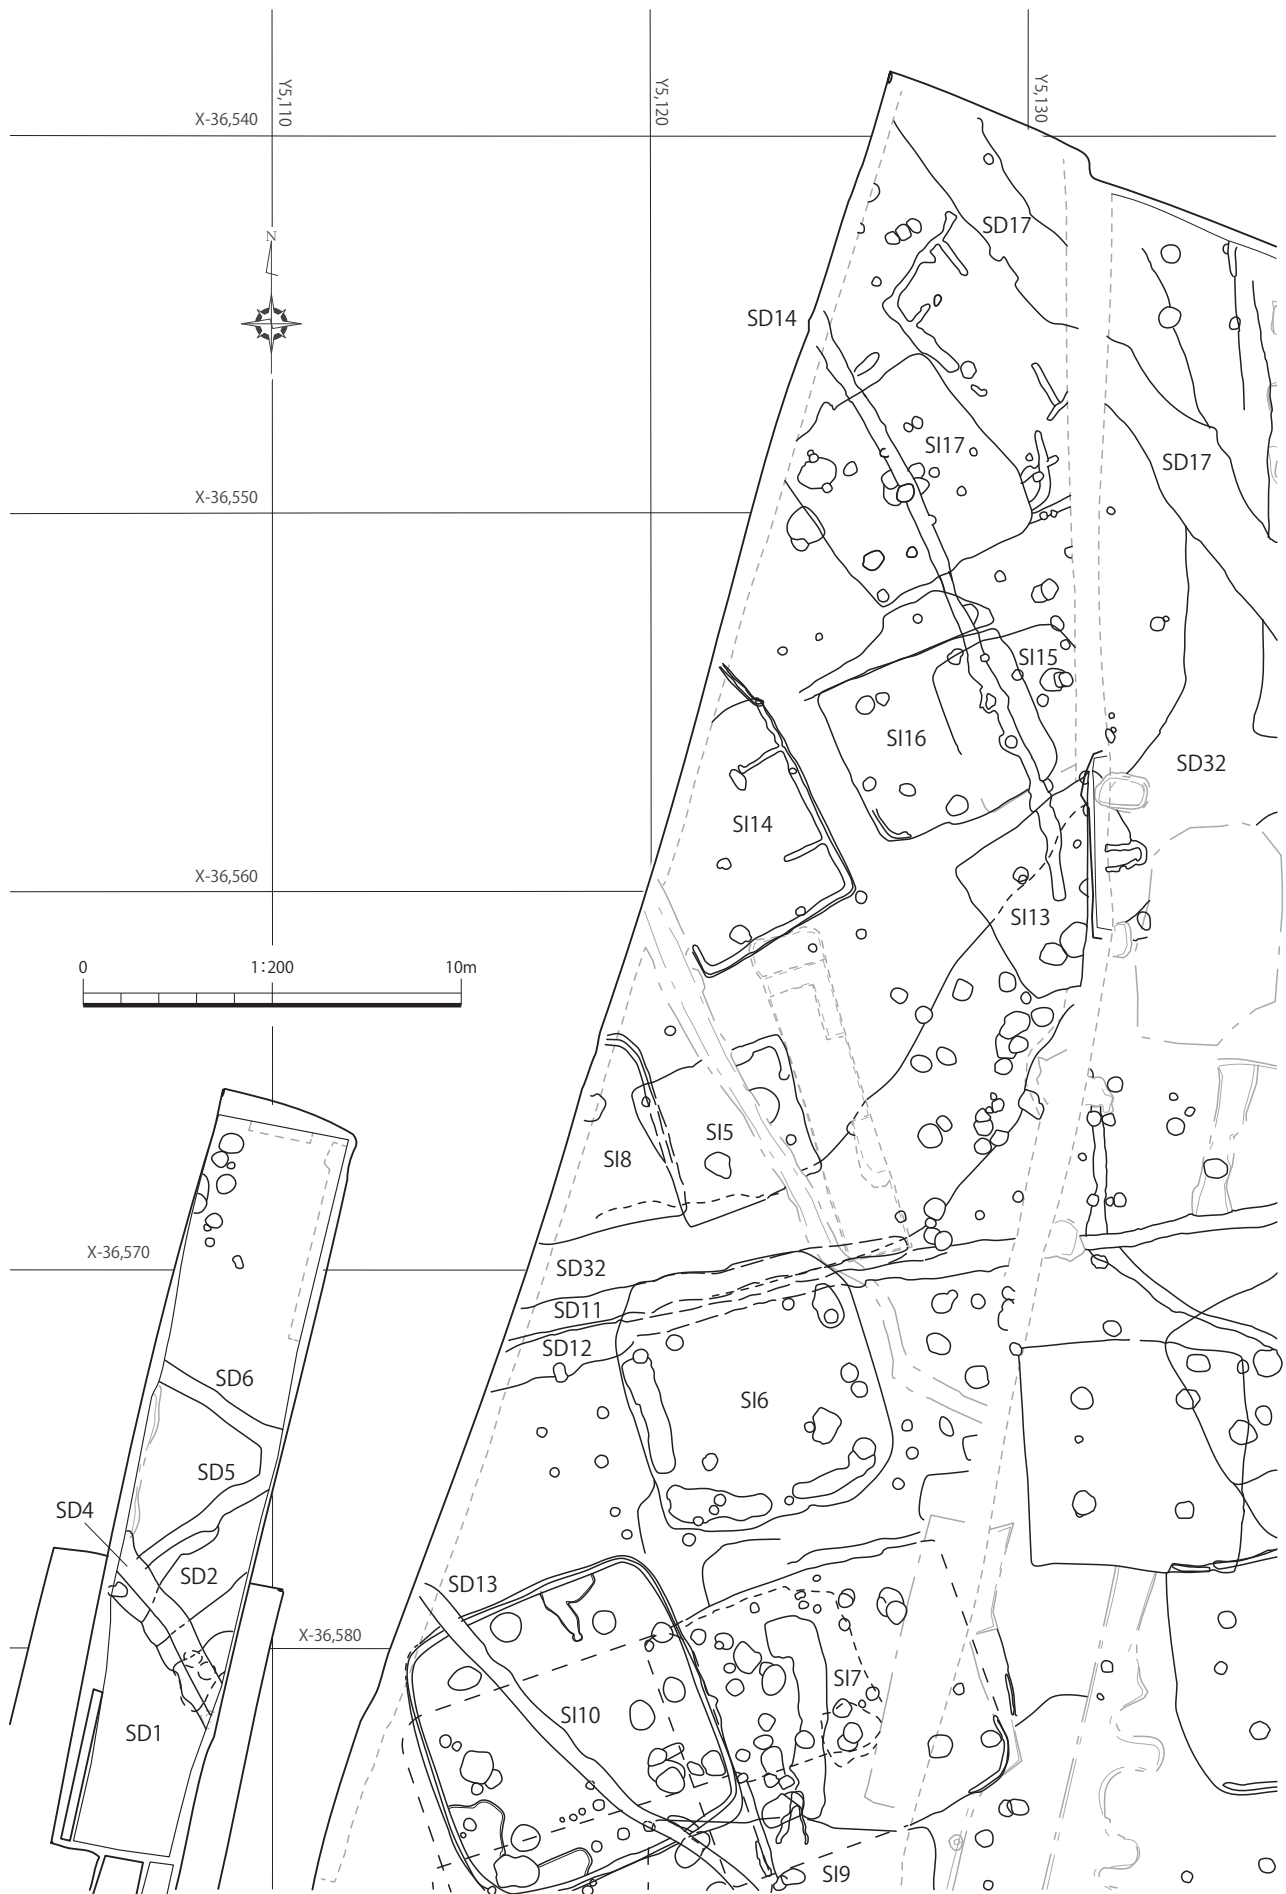 Y5,110
Y5,120
Y5,130
X-36,540
N
SD17
SD14
SI17
SD17
X-36,550
SI15
SI16
SD32
SI14
X-36,560
SI13
0
1:200
10m
SI5
SI8
X-36,570
SD32
SD11
SD12
SD6
SI6
SD5
SD4
SD2
SD13
X-36,580
SI7
SI10
SD1
SI9